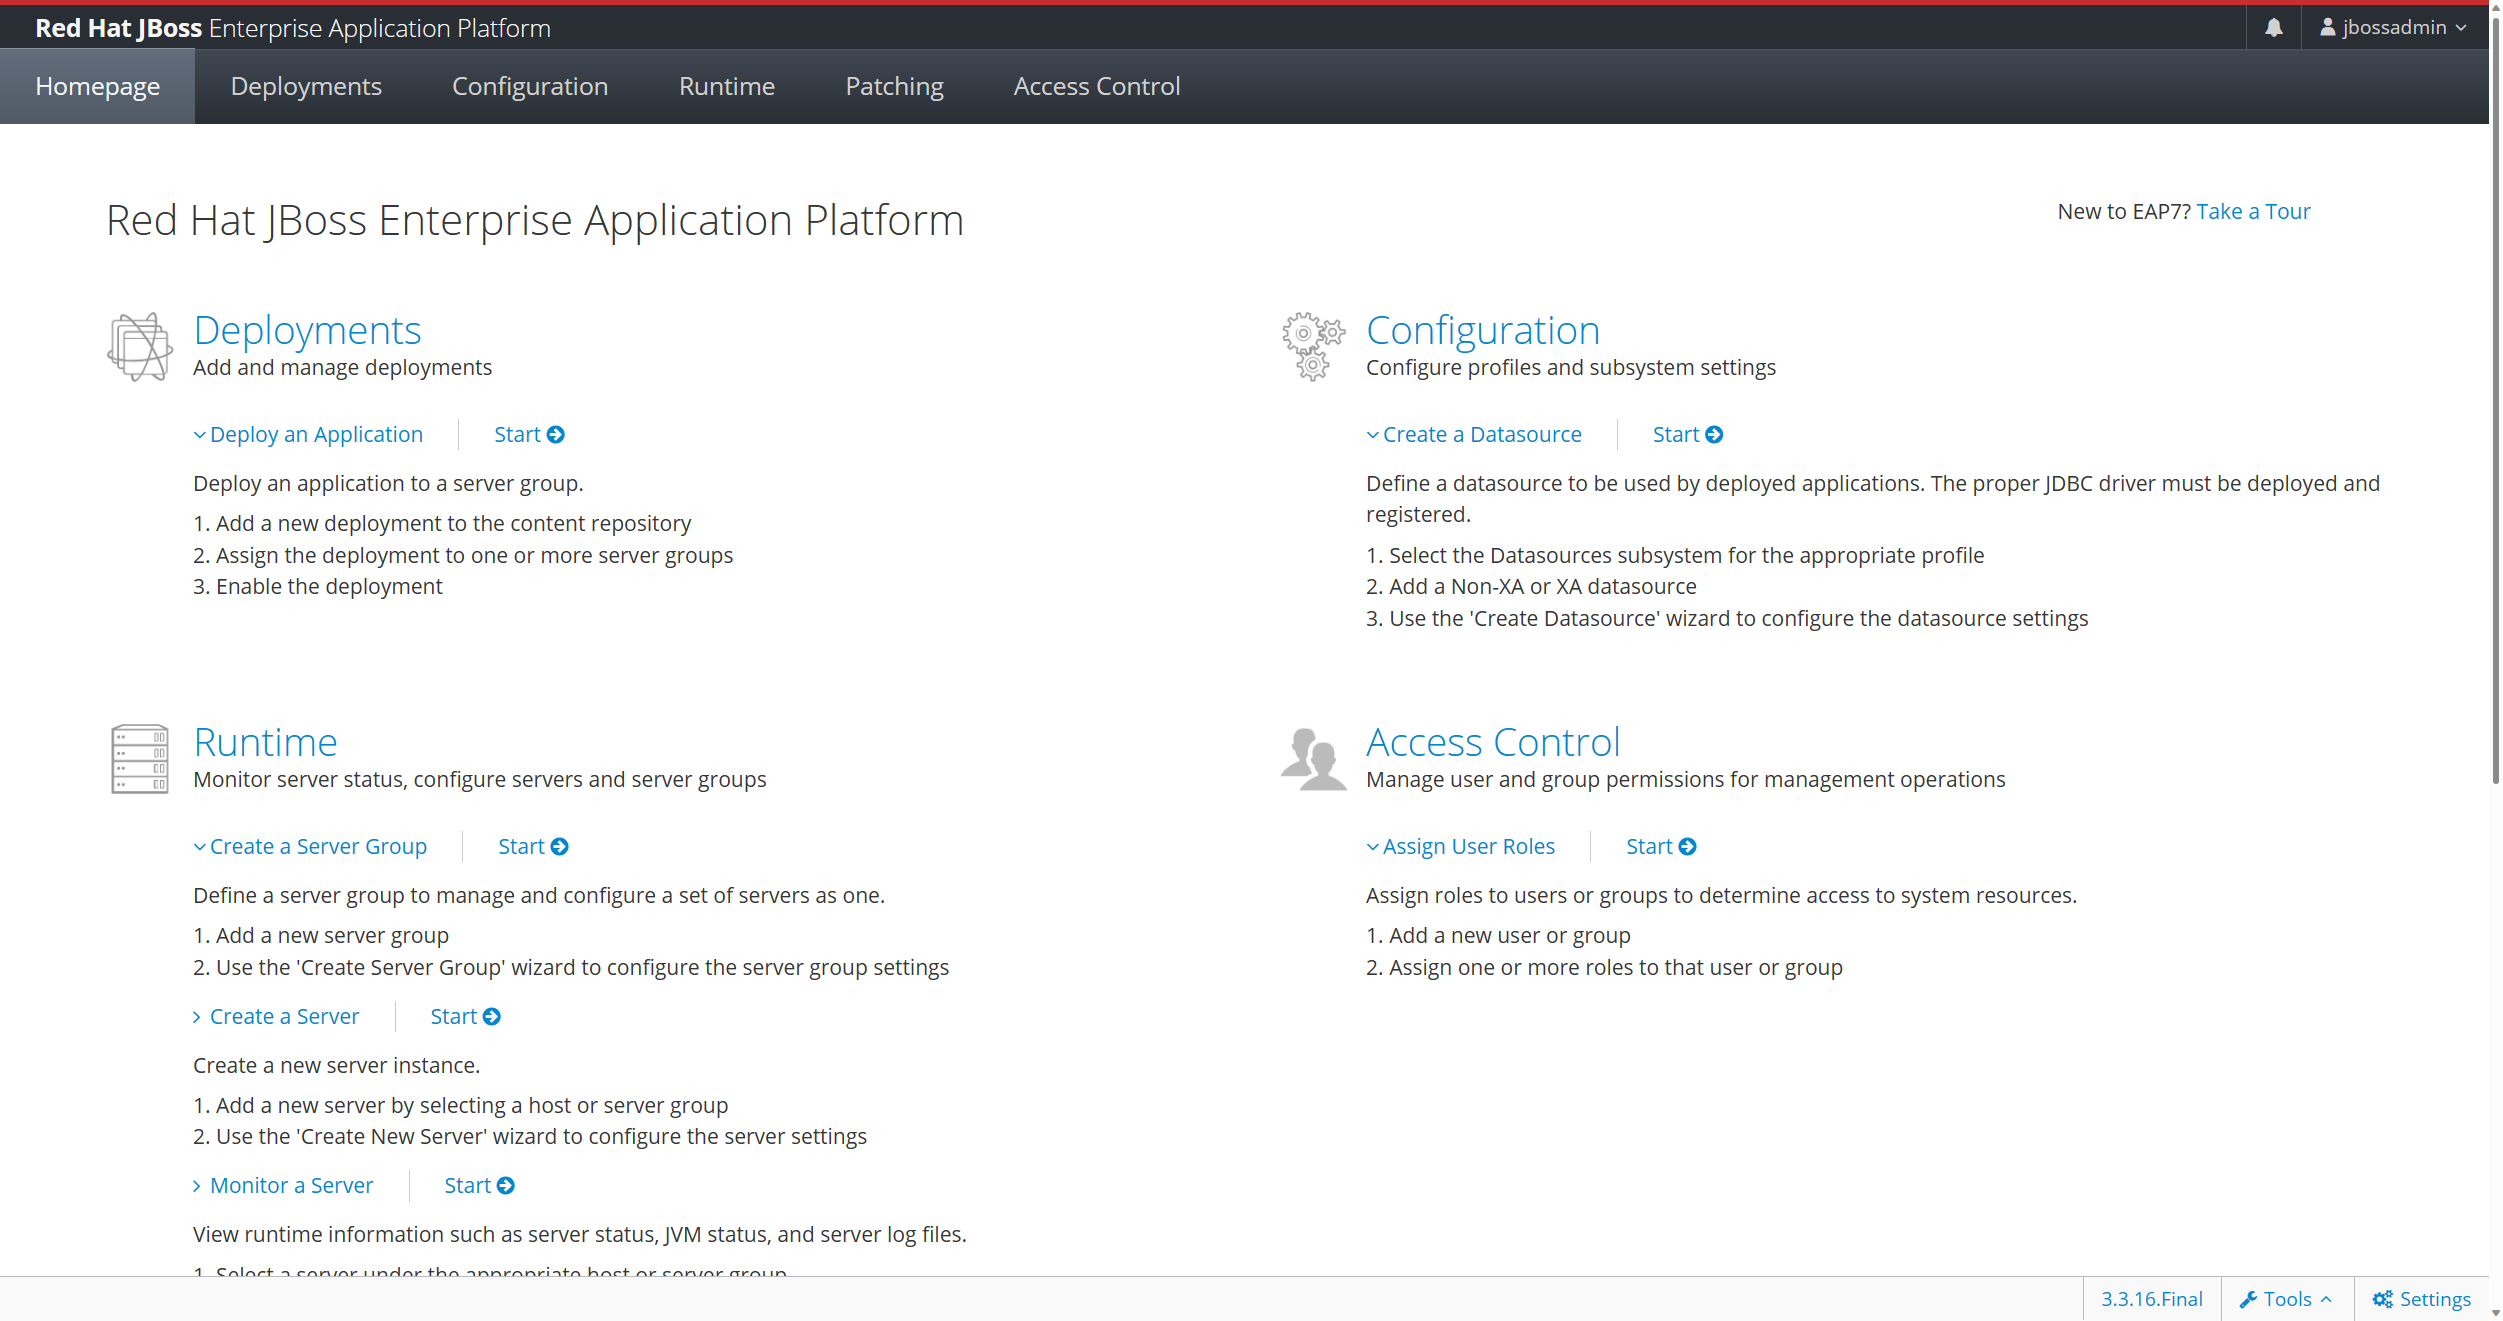 Red Hat JBoss Enterprise Application Platform
jbossadmin
Homepage Deployments Configuration Runtime Patching Access Control
Red Hat JBoss Enterprise Application Platform
New to EAP7? Take a Tour
Deployments
Add and manage deployments
Deploy an Application Start
Deploy an application to a server group.
1. Add a new deployment to the content repository
2. Assign the deployment to one or more server groups
3. Enable the deployment
Configuration
Configure profiles and subsystem settings
Create a Datasource Start
Define a datasource to be used by deployed applications. The proper JDBC driver must be deployed and
registered.
1. Select the Datasources subsystem for the appropriate profile
2. Add a Non-XA or XA datasource
3. Use the 'Create Datasource' wizard to configure the datasource settings
Runtime
Monitor server status, configure servers and server groups
Create a Server Group Start
Define a server group to manage and configure a set of servers as one.
1. Add a new server group
2. Use the 'Create Server Group' wizard to configure the server group settings
Create a Server Start
Create a new server instance.
1. Add a new server by selecting a host or server group
2. Use the 'Create New Server' wizard to configure the server settings
Monitor a Server Start
View runtime information such as server status, JVM status, and server log files.
1. Select a server under the appropriate host or server group
Access Control
Manage user and group permissions for management operations
Assign User Roles Start
Assign roles to users or groups to determine access to system resources.
1. Add a new user or group
2. Assign one or more roles to that user or group
3.3.16.Final Tools Settings